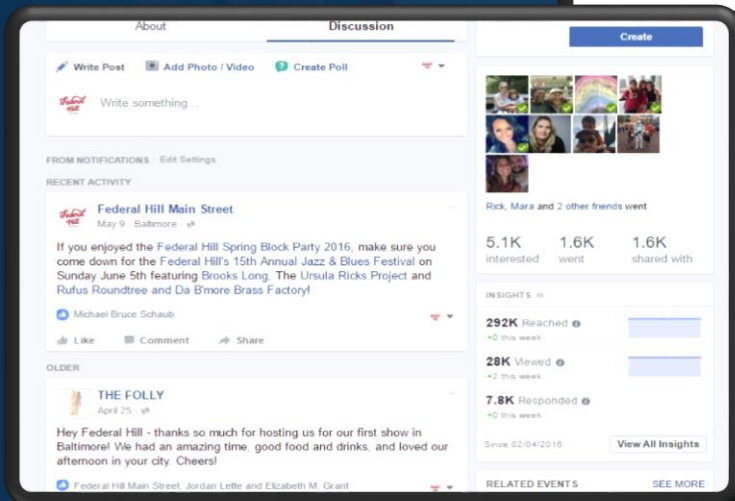 About
Discussion
Write Post
Add Photo / Video
Create Poll
Federal
Hill
Write something...
FROM NOTIFICATIONS · Edit Settings
RECENT ACTIVITY
Federal
Hill
Federal Hill Main Street
May 9 · Baltimore ·
If you enjoyed the Federal Hill Spring Block Party 2016, make sure you
come down for the Federal Hill's 15th Annual Jazz & Blues Festival on
Sunday June 5th featuring Brooks Long, The Ursula Ricks Project and
Rufus Roundtree and Da B'more Brass Factory!
Michael Bruce Schaub
Like
Comment
Share
OLDER
THE FOLLY
April 25 ·
Hey Federal Hill - thanks so much for hosting us for our first show in
Baltimore! We had an amazing time, good food and drinks, and loved our
afternoon in your city. Cheers!
Federal Hill Main Street, Jordan Lette and Elizabeth M. Grant
Create
Rick, Mara and 2 other friends went
5.1K
1.6K
1.6K
interested
went
shared with
INSIGHTS
292K Reached
+0 this week
28K Viewed
+2 this week
7.8K Responded
+0 this week
Since 02/04/2016
View All Insights
RELATED EVENTS
SEE MORE